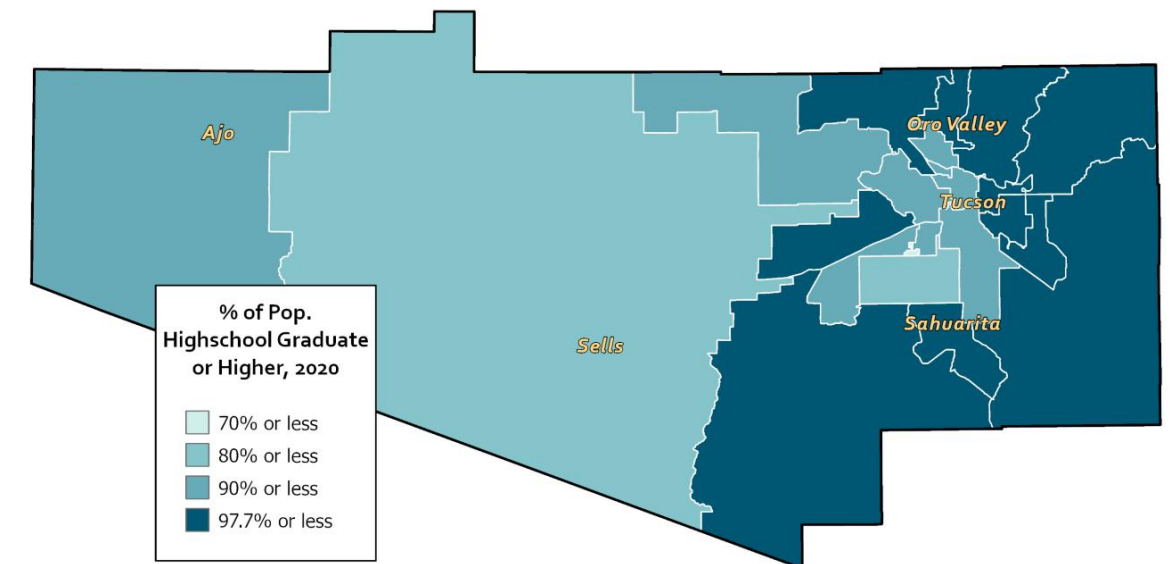 Ajo
Oro Valley
Tucson
Sahuarita
Sells
% of Pop.
Highschool Graduate
or Higher, 2020
70% or less
80% or less
90% or less
97.7% or less